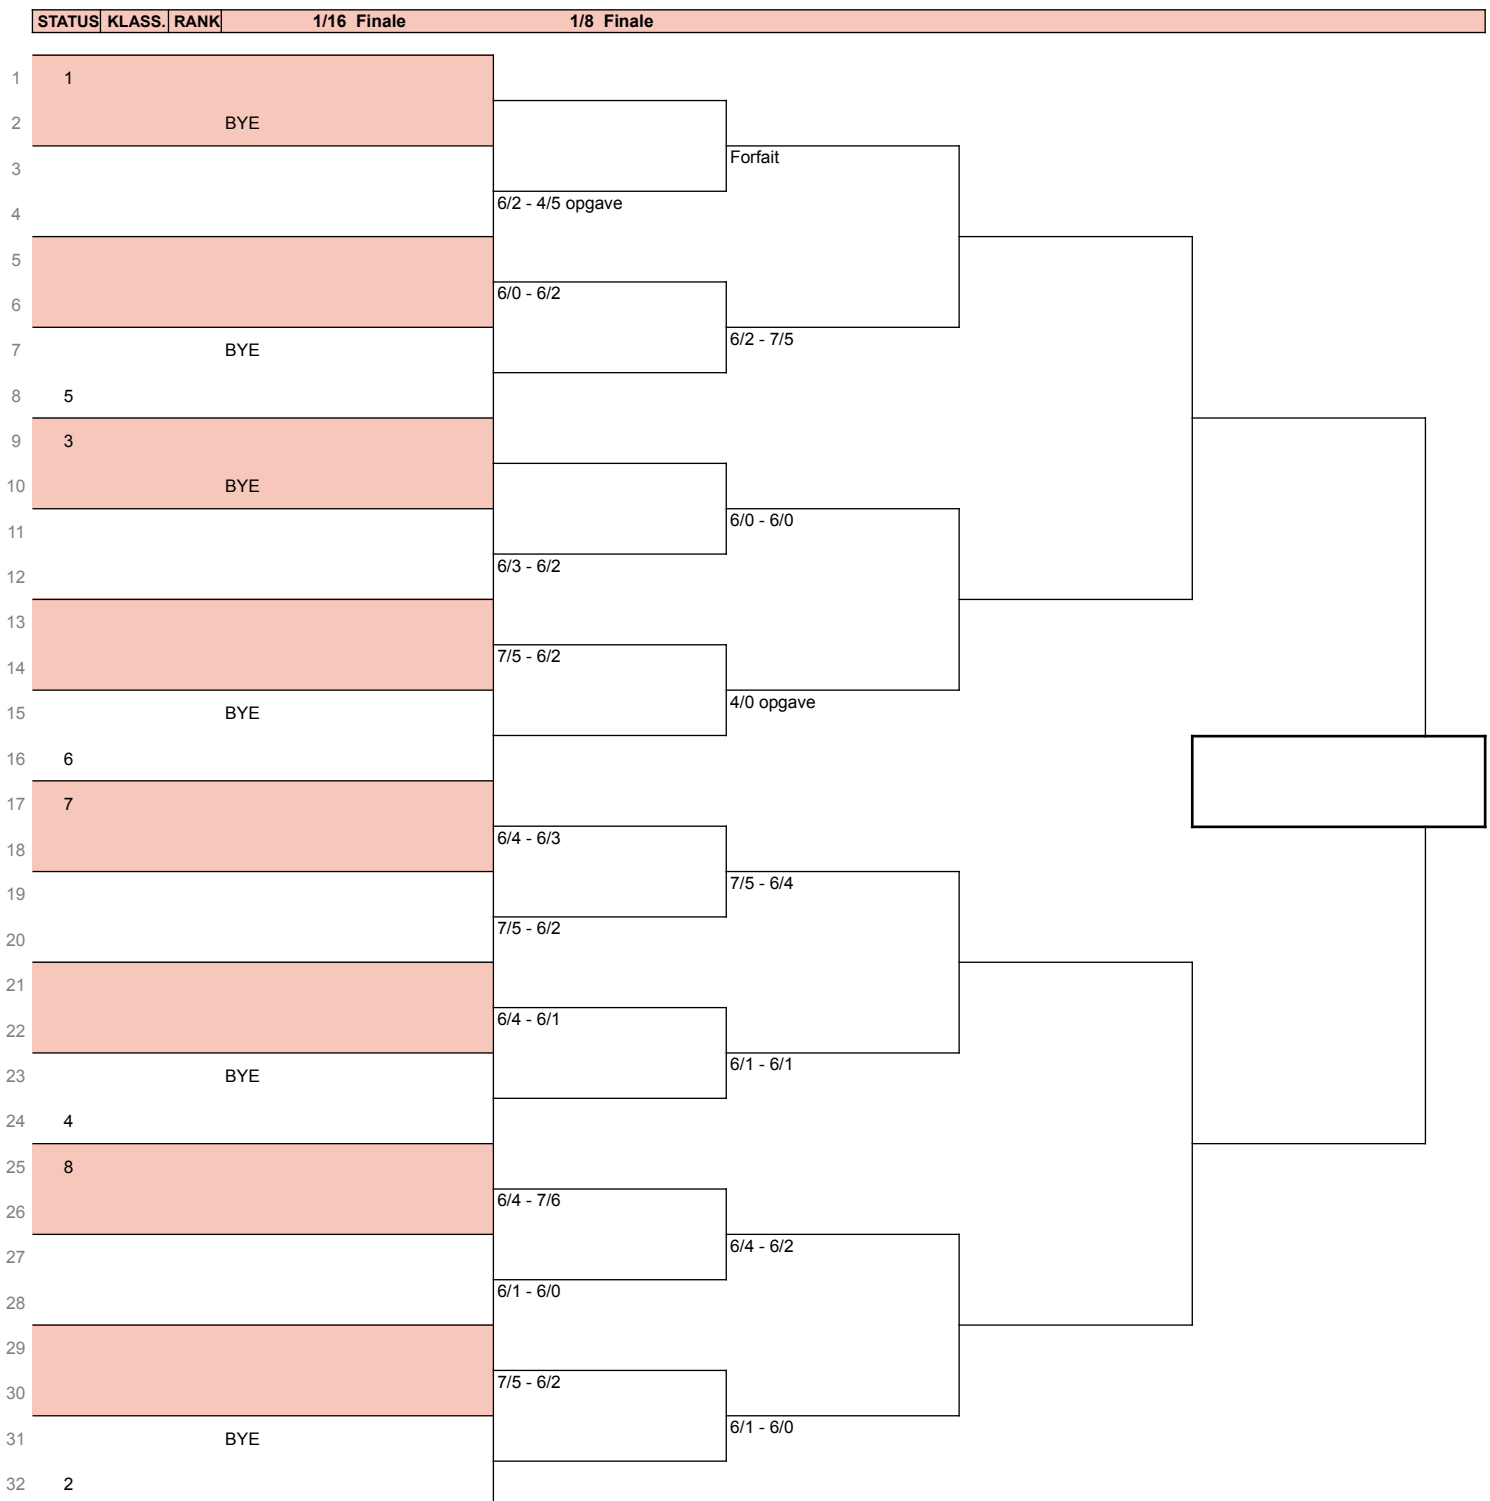 STATUS KLASS. RANK 1/16 Finale 1/8 Finale
1 1
2 BYE
Forfait
3
6/2 - 4/5 opgave
4
5
6/0 - 6/2
6
6/2 - 7/5
7 BYE
8 5
9 3
10 BYE
6/0 - 6/0
11
6/3 - 6/2
12
13
7/5 - 6/2
14
4/0 opgave
15 BYE
16 6
17 7
6/4 - 6/3
18
7/5 - 6/4
19
7/5 - 6/2
20
21
6/4 - 6/1
22
6/1 - 6/1
23 BYE
24 4
25 8
6/4 - 7/6
26
6/4 - 6/2
27
6/1 - 6/0
28
29
7/5 - 6/2
30
6/1 - 6/0
31 BYE
32 2